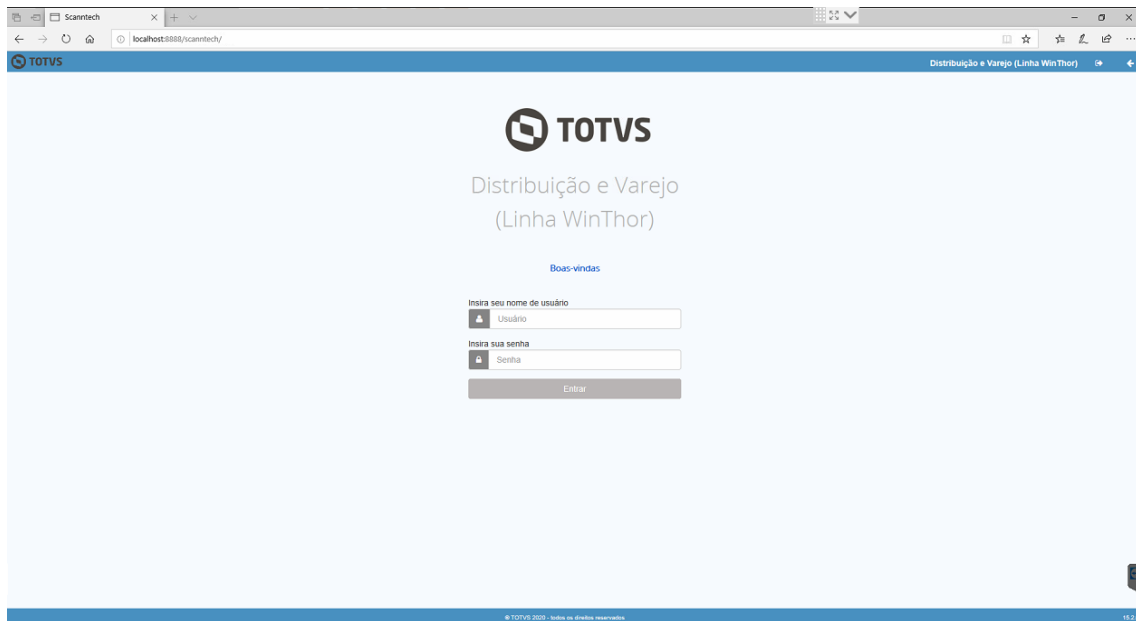 Scanntech
localhost:8888/scanntech/
TOTVS
Distribuição e Varejo (Linha WinThor)
TOTVS
Distribuição e Varejo
(Linha WinThor)
Boas-vindas
Insira seu nome de usuário
Usuário
Insira sua senha
Senha
Entrar
© TOTVS 2020 - todos os direitos reservados
15.2